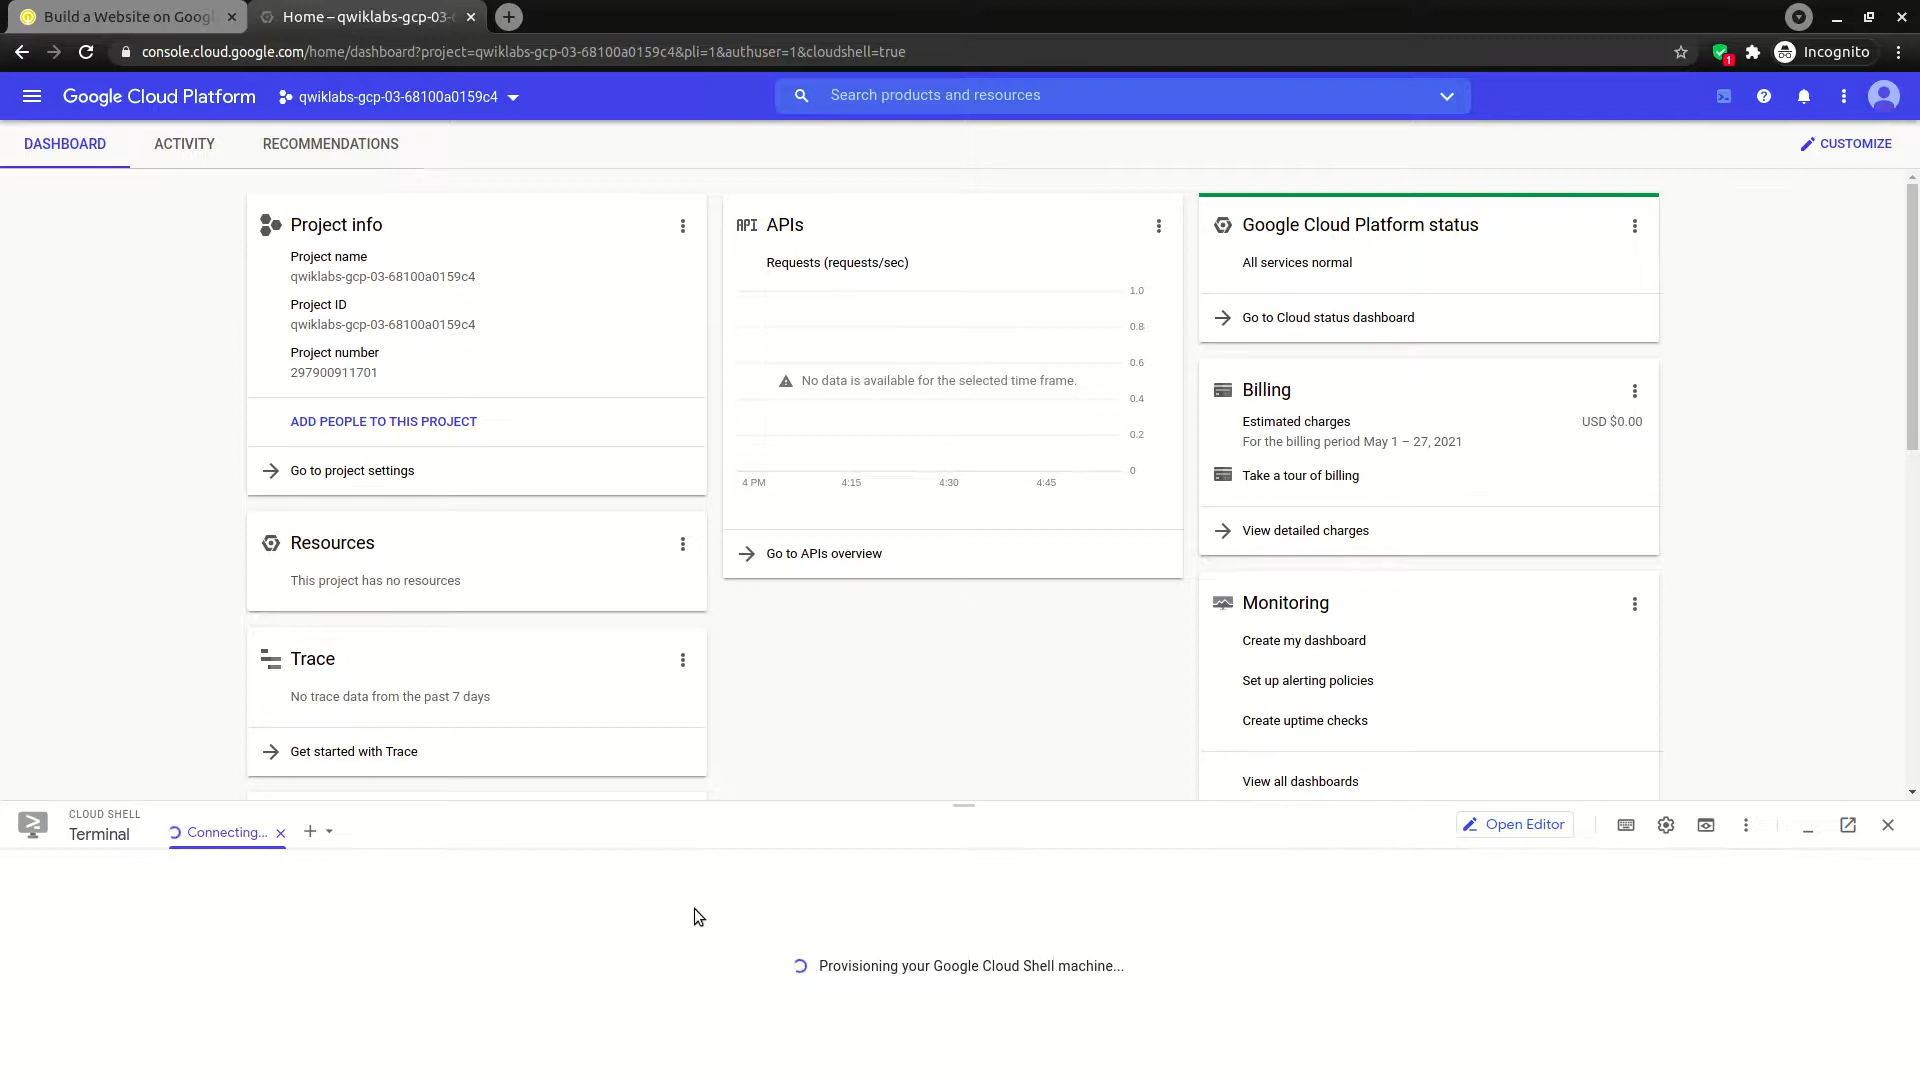 Build a Website on Googl
Home – qwiklabs-gcp-03-6
console.cloud.google.com/home/dashboard?project=qwiklabs-gcp-03-68100a0159c4&pli=1&authuser=1&cloudshell=true
1
Incognito
Google Cloud Platform
qwiklabs-gcp-03-68100a0159c4
Search products and resources
DASHBOARD
ACTIVITY
RECOMMENDATIONS
CUSTOMIZE
Project info
Project name
qwiklabs-gcp-03-68100a0159c4
Project ID
qwiklabs-gcp-03-68100a0159c4
Project number
297900911701
ADD PEOPLE TO THIS PROJECT
Go to project settings
Resources
This project has no resources
Trace
No trace data from the past 7 days
Get started with Trace
API APIs
Requests (requests/sec)
1.0
0.8
0.6
No data is available for the selected time frame.
0.4
0.2
0
4 PM 4:15 4:30 4:45
Go to APIs overview
Google Cloud Platform status
All services normal
Go to Cloud status dashboard
Billing
Estimated charges USD $0.00
For the billing period May 1 – 27, 2021
Take a tour of billing
View detailed charges
Monitoring
Create my dashboard
Set up alerting policies
Create uptime checks
View all dashboards
CLOUD SHELL
Terminal
Connecting...
Open Editor
Provisioning your Google Cloud Shell machine...